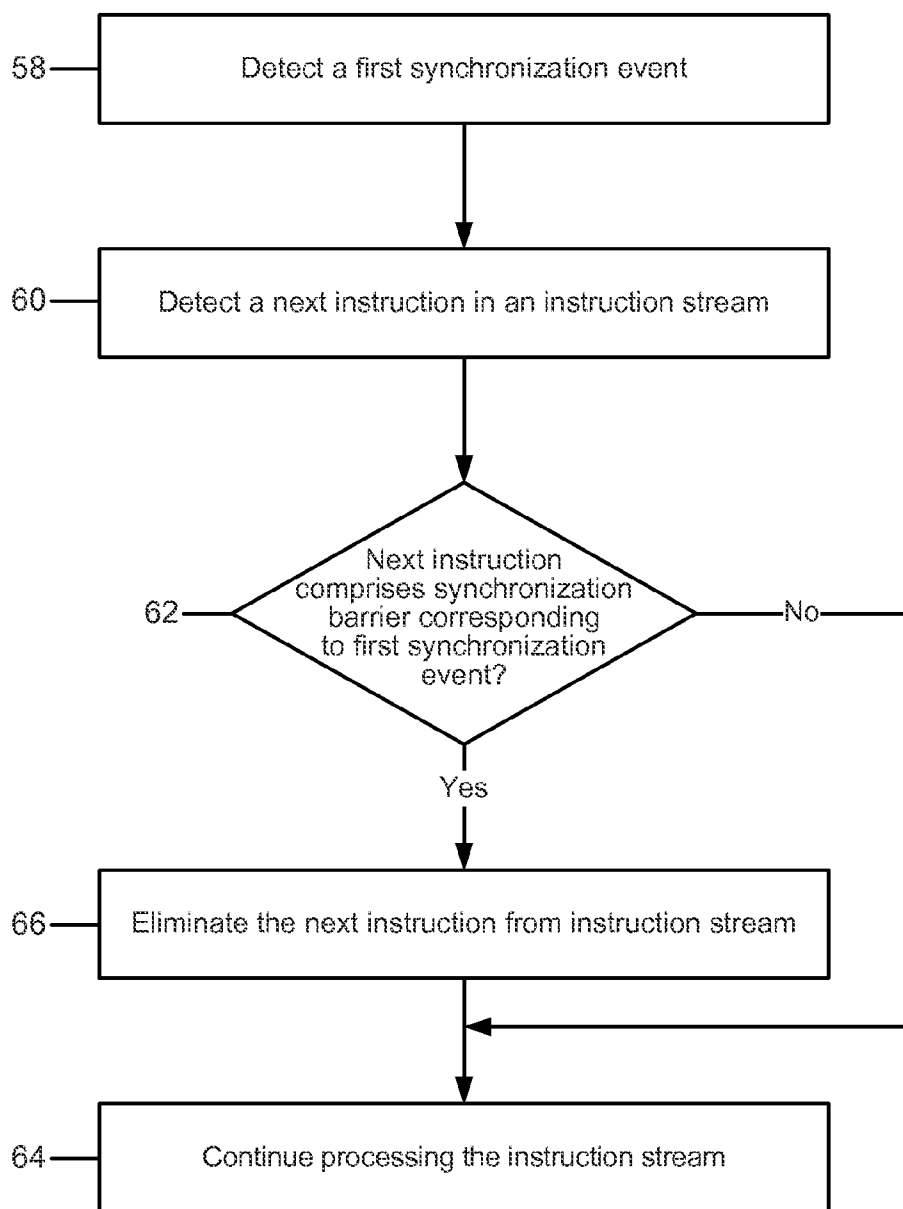 58
Detect a first synchronization event
60
Detect a next instruction in an instruction stream
Next instruction
comprises synchronization
62
barrier corresponding
No
to first synchronization
event?
Yes
66
Eliminate the next instruction from instruction stream
64
Continue processing the instruction stream